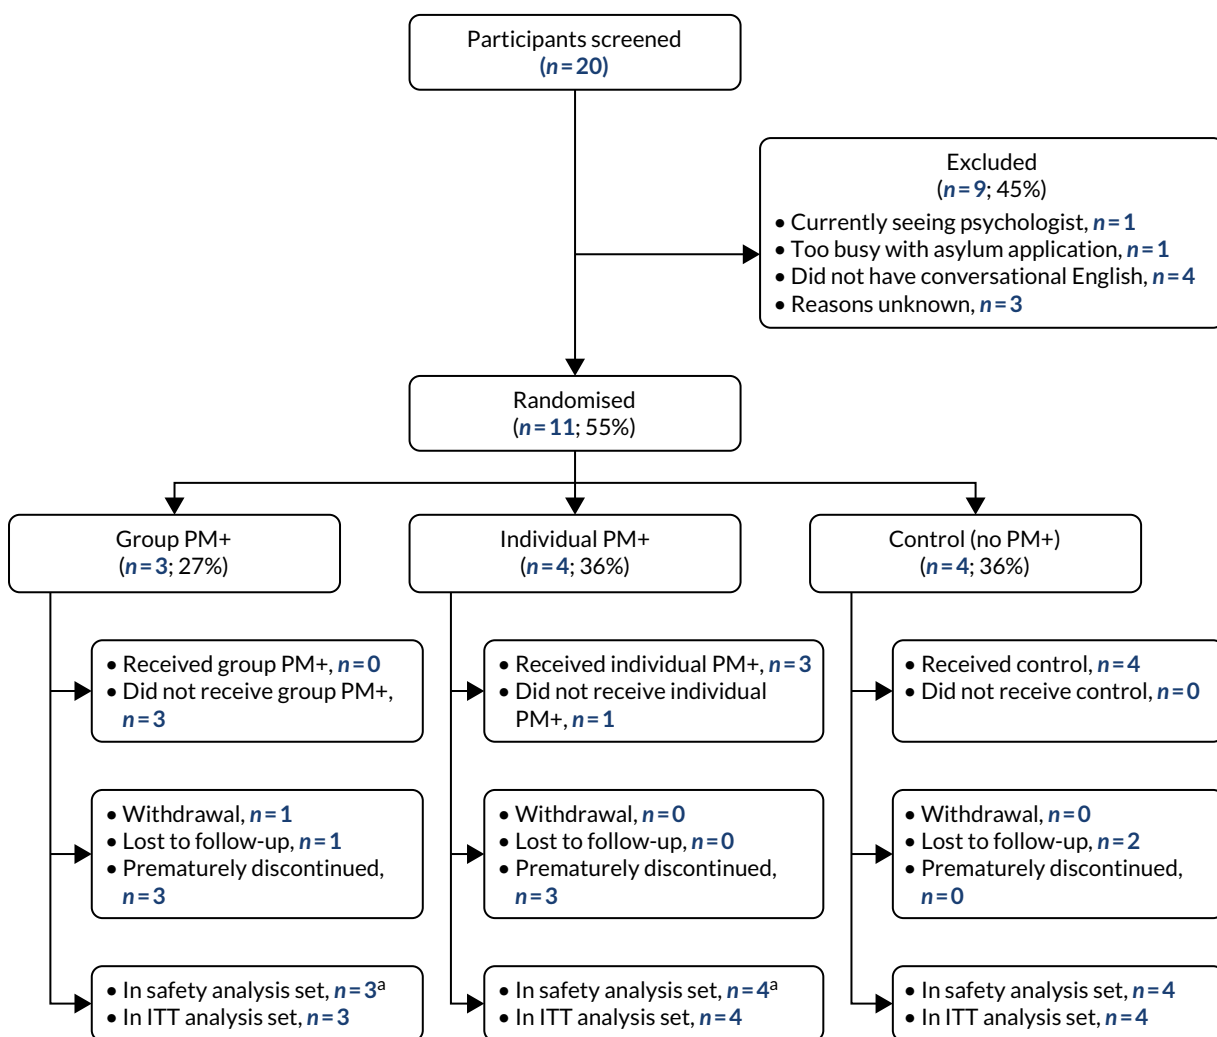 Participants screened
(n=20)
Excluded
(n=9; 45%)
• Currently seeing psychologist, n=1
• Too busy with asylum application, n=1
• Did not have conversational English, n=4
• Reasons unknown, n=3
Randomised
(n=11; 55%)
Group PM+
(n=3; 27%)
Individual PM+
(n=4; 36%)
Control (no PM+)
(n=4; 36%)
• Received group PM+, n=0
• Did not receive group PM+,
n=3
• Received individual PM+, n=3
• Did not receive individual
PM+, n=1
• Received control, n=4
• Did not receive control, n=0
• Withdrawal, n=1
• Lost to follow-up, n=1
• Prematurely discontinued,
n=3
• Withdrawal, n=0
• Lost to follow-up, n=0
• Prematurely discontinued,
n=3
• Withdrawal, n=0
• Lost to follow-up, n=2
• Prematurely discontinued,
n=0
• In safety analysis set, n=3ª
• In ITT analysis set, n=3
• In safety analysis set, n=4ª
• In ITT analysis set, n=4
• In safety analysis set, n=4
• In ITT analysis set, n=4